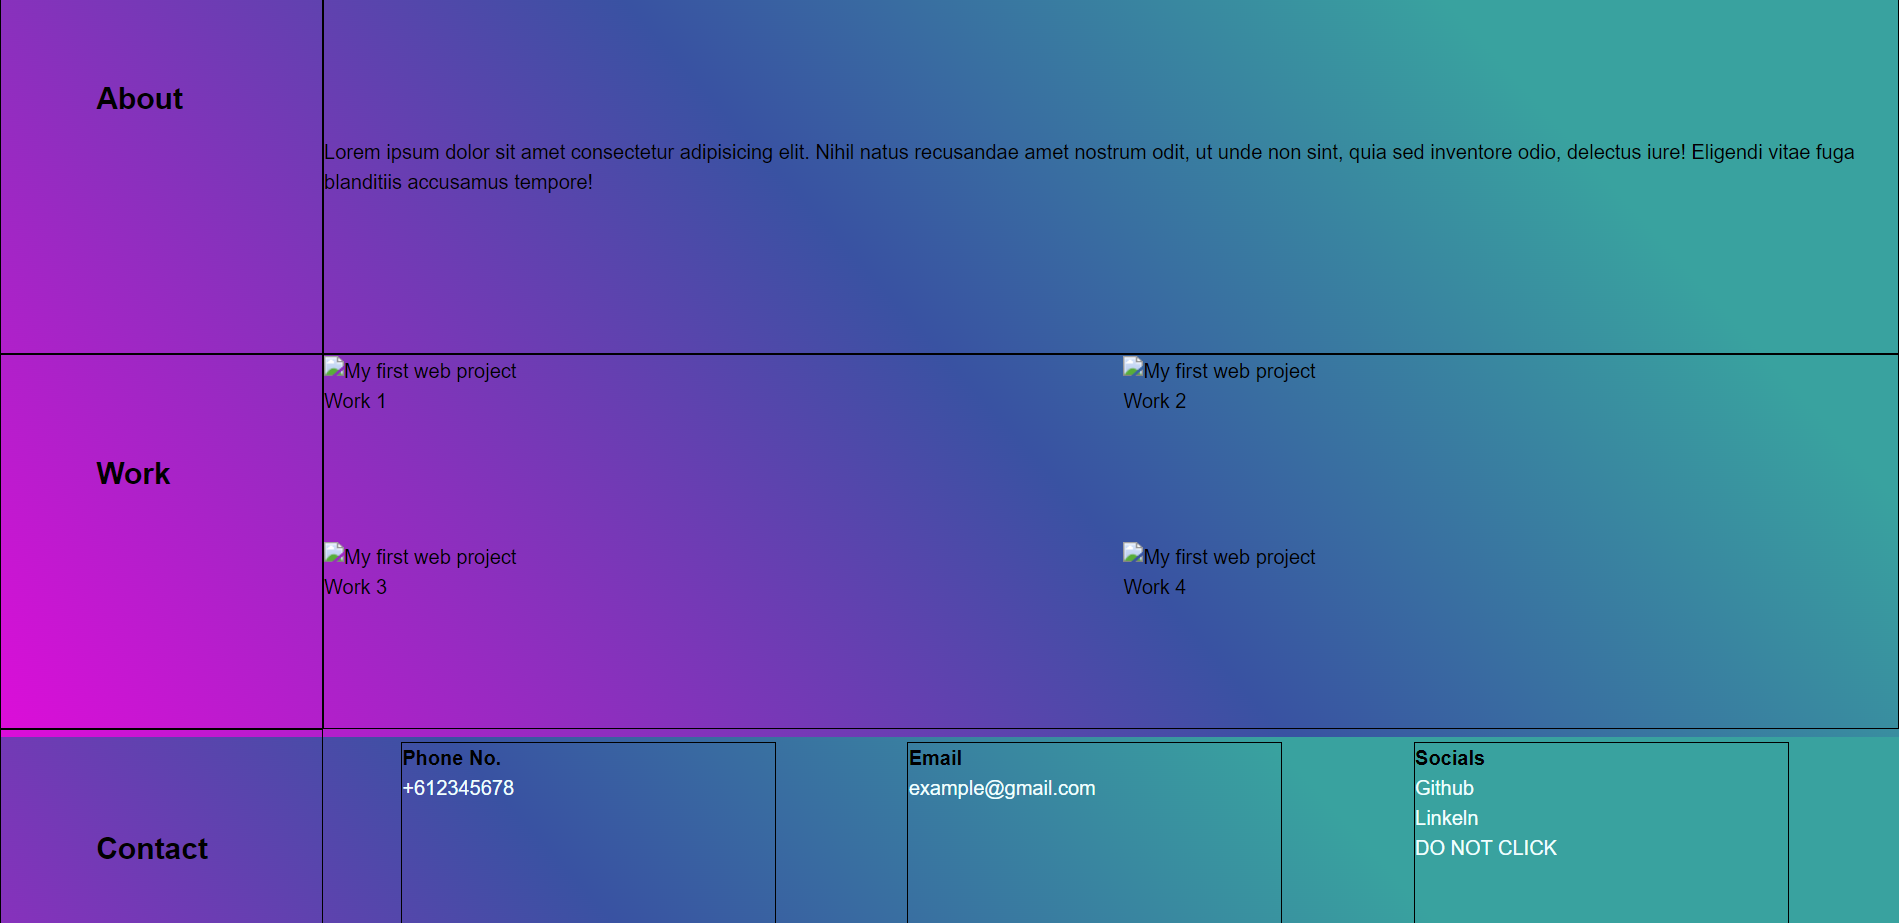 About
Lorem ipsum dolor sit amet consectetur adipisicing elit. Nihil natus recusandae amet nostrum odit, ut unde non sint, quia sed inventore odio, delectus iure! Eligendi vitae fuga
blanditiis accusamus tempore!
Work
My first web project
Work 1
My first web project
Work 2
My first web project
Work 3
My first web project
Work 4
Contact
Phone No.
+612345678
Email
example@gmail.com
Socials
Github
LinkeIn
DO NOT CLICK